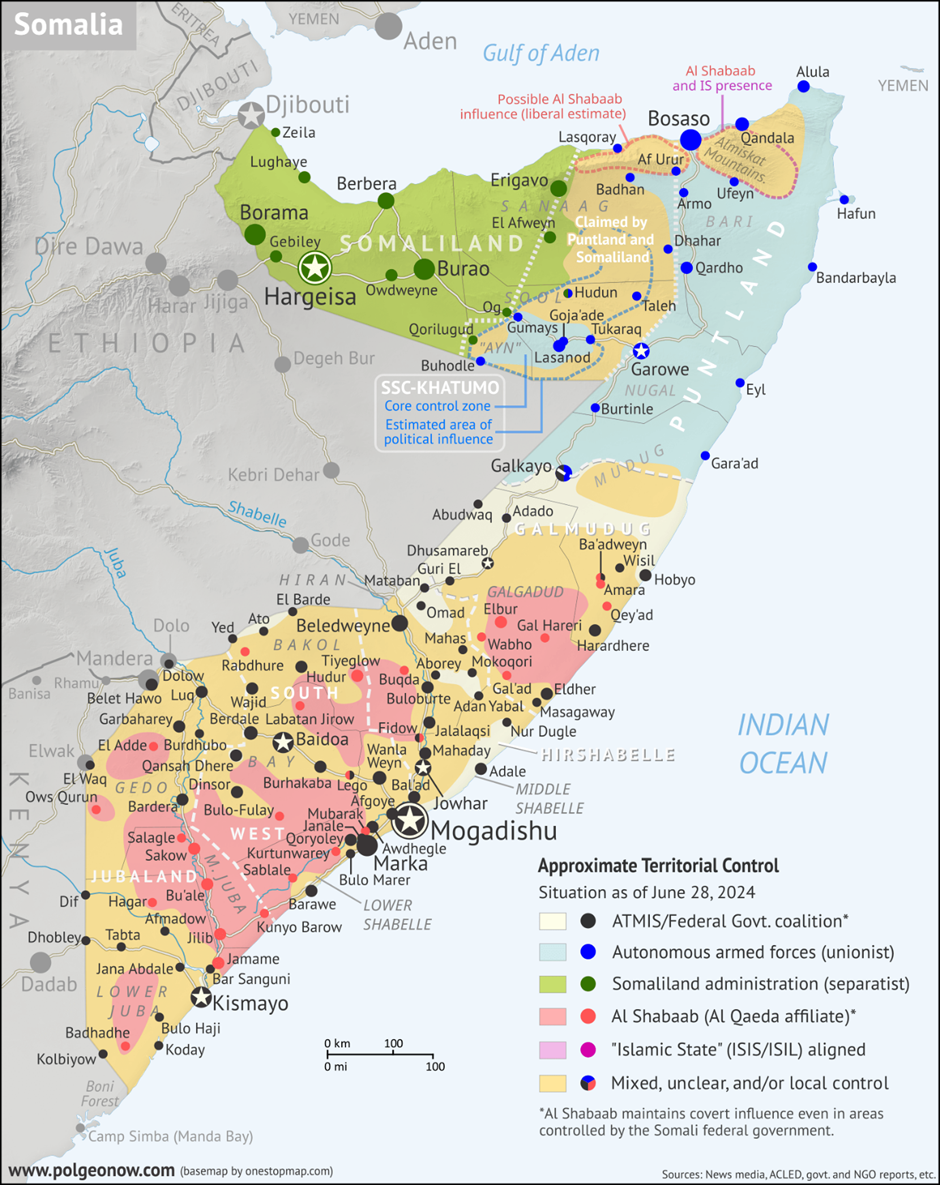 Somalia
YEMEN
ERITREA
Aden
Gulf of Aden
DJIBOUTI
Djibouti
Al Shabaab
and IS presence
Alula
YEMEN
Possible Al Shabaab
influence (liberal estimate)
Bosaso
Qandala
Zeila
Lasqoray
Almiskat
Mountains.
Lughaye
Af Urur
Berbera
Erigavo
Badhan
Ufeyn
Armo
Hafun
SANAAG
BARI
Borama
El Afweyn
Claimed by
Puntland and
Somaliland
Dire Dawa
Gebiley
SOMALILAND
Dhahar
PUNTLAND
Burao
Qardho
Bandarbayla
Harar
Jijiga
Hargeisa
Owdweyne
Hudun
SOOL
Taleh
Og
Goja'ade
ETHIOPIA
Qorilugud
Gumays
Tukaraq
"AYN"
Lasanod
Degeh Bur
Buhodle
Garowe
SSC-KHATUMO
Core control zone
Estimated area of
political influence
NUGAL
Eyl
Burtinle
MUDUG
Gara'ad
Kebri Dehar
Galkayo
Shabelle
Abudwaq
Adado
GALMUDUG
Gode
Juba
Dhusamareb
Ba'adweyn
Guri El
Wisil
HIRAN
Mataban
Hobyo
El Barde
GALGADUD
Amara
Omad
Elbur
Qey'ad
Dolo
Yed
Ato
Beledweyne
Gal Hareri
BAKOL
Mahas
Wabho
Harardhere
Mandera
Rabdhure
Tiyeglow
Mokoqori
Banisa
Rhamu
Dolow
Hudur
Buqda
Aborey
Belet Hawo
Luq
Wajid
SOUTH
Buloburte
Gal'ad
Eldher
Adan Yabal
Masagaway
Garbaharey
Berdale
Labatan Jirow
Fidow
Jalalaqsi
Nur Dugle
Elwak
El Adde
Burdhubo
Baidoa
INDIAN
OCEAN
Wanla
Weyn
Mahaday
HIRSHABELLE
Qansah Dhere
BAY
El Waq
GEDO
Dinsor
Burhakaba
Lego
Bal'ad
Adale
MIDDLE
SHABELLE
Ows Qurun
Bardera
Bulo-Fulay
Afgoye
Jowhar
Mubarak
Mogadishu
KENYA
WEST
Janale
Salagle
Qoryoley
Awdhegle
Sakow
Kurtunwarey
Marka
JUBALAND
M. JUBA
Sablale
Bulo Marer
Bu'ale
Dif
Hagar
Barawe
LOWER
SHABELLE
Afmadow
Kunyo Barow
Dhobley
Tabta
Jilib
Dadab
Jamame
Jana Abdale
Bar Sanguni
LOWER
JUBA
Kismayo
Badhadhe
Bulo Haji
Kolbiyow
Koday
Boni
Forest
Camp Simba (Manda Bay)
0 km 100
0 mi 100
Approximate Territorial Control
Situation as of June 28, 2024
ATMIS/Federal Govt. coalition*
Autonomous armed forces (unionist)
Somaliland administration (separatist)
Al Shabaab (Al Qaeda affiliate)*
"Islamic State" (ISIS/ISIL) aligned
Mixed, unclear, and/or local control
*Al Shabaab maintains covert influence even in areas
controlled by the Somali federal government.
www.polgeonow.com (basemap by onestopmap.com)
Sources: News media, ACLED, govt. and NGO reports, etc.